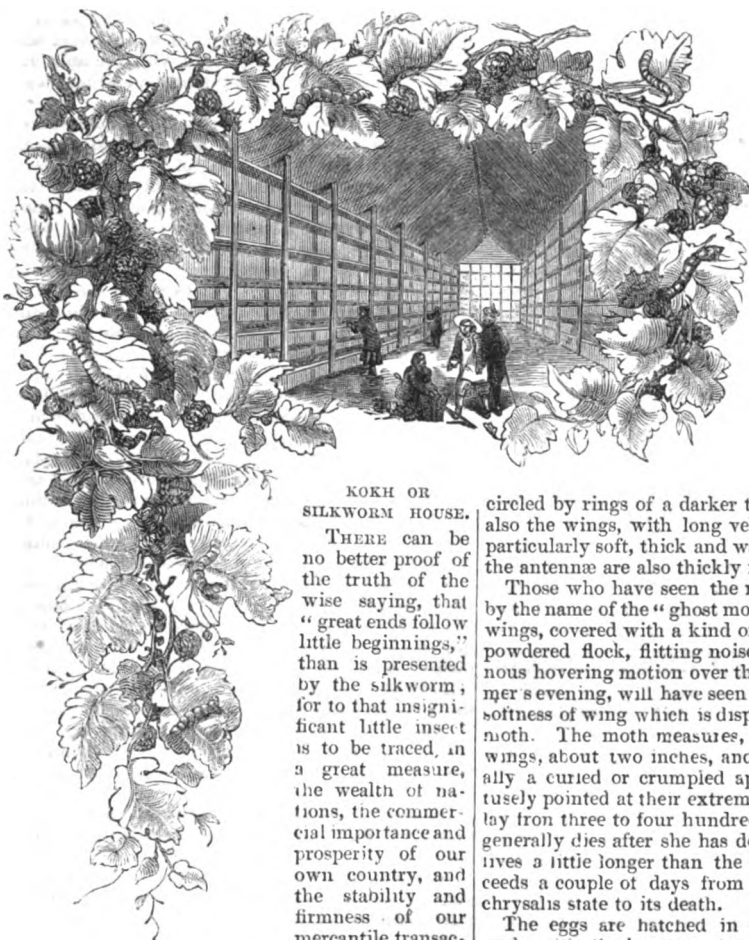 KOKH OR
SILKWORM HOUSE.
THERE can be
no better proof of
the truth of the
wise saying, that
“ great ends follow
little beginnings,”
than is presented
by the silkworm ;
for to that insigni-
ficant little insect
is to be traced, in
a great measure,
the wealth of na-
tions, the commer-
cial importance and
prosperity of our
own country, and
the stability and
firmness of our
mercantile transac-
circled by rings of a darker
also the wings, with long
particularly soft, thick and
the antennæ are also thickly
Those who have seen the
by the name of the “ ghost
wings, covered with a kind
powdered flock, flitting
nous hovering motion over
mer s evening, will have seen
softness of wing which is
moth. The moth measures,
wings, about two inches, and
ally a curled or crumpled
tusely pointed at their
lay fron three to four
generally dies after she has
lives a little longer than the
ceeds a couple of days from
chrysalis state to its death.
The eggs are hatched in